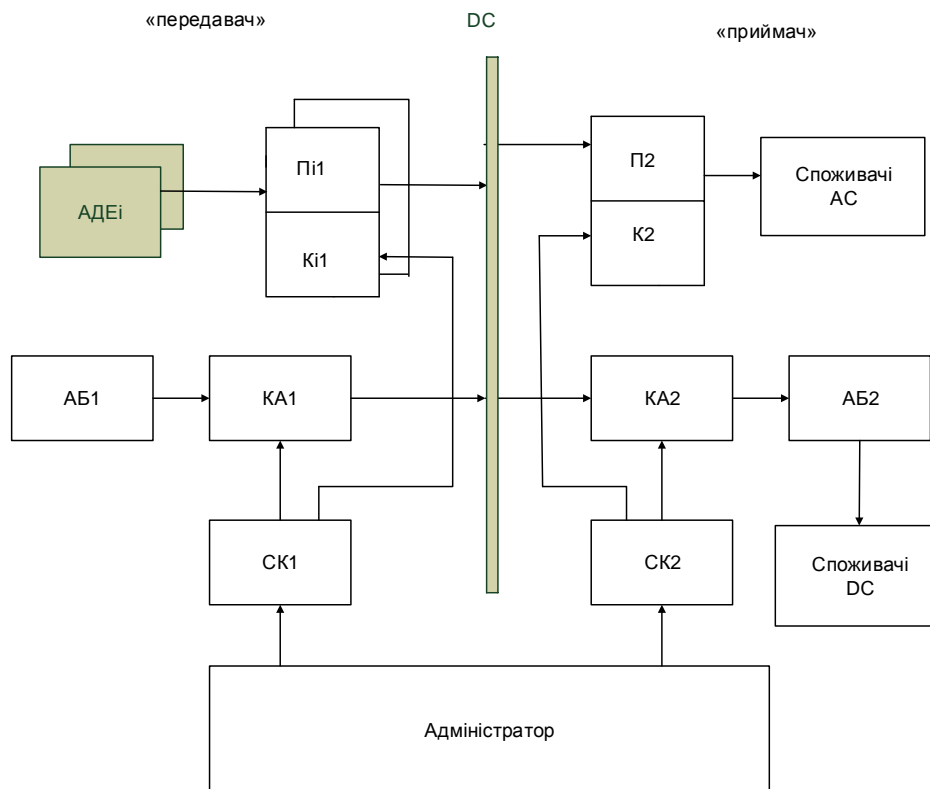 «передавач»
DC
«приймач»
Пі1
П2
Споживачі
АС
АДЕі
Кі1
К2
АБ1
КА1
КА2
АБ2
СК1
СК2
Споживачі
DC
Адміністратор